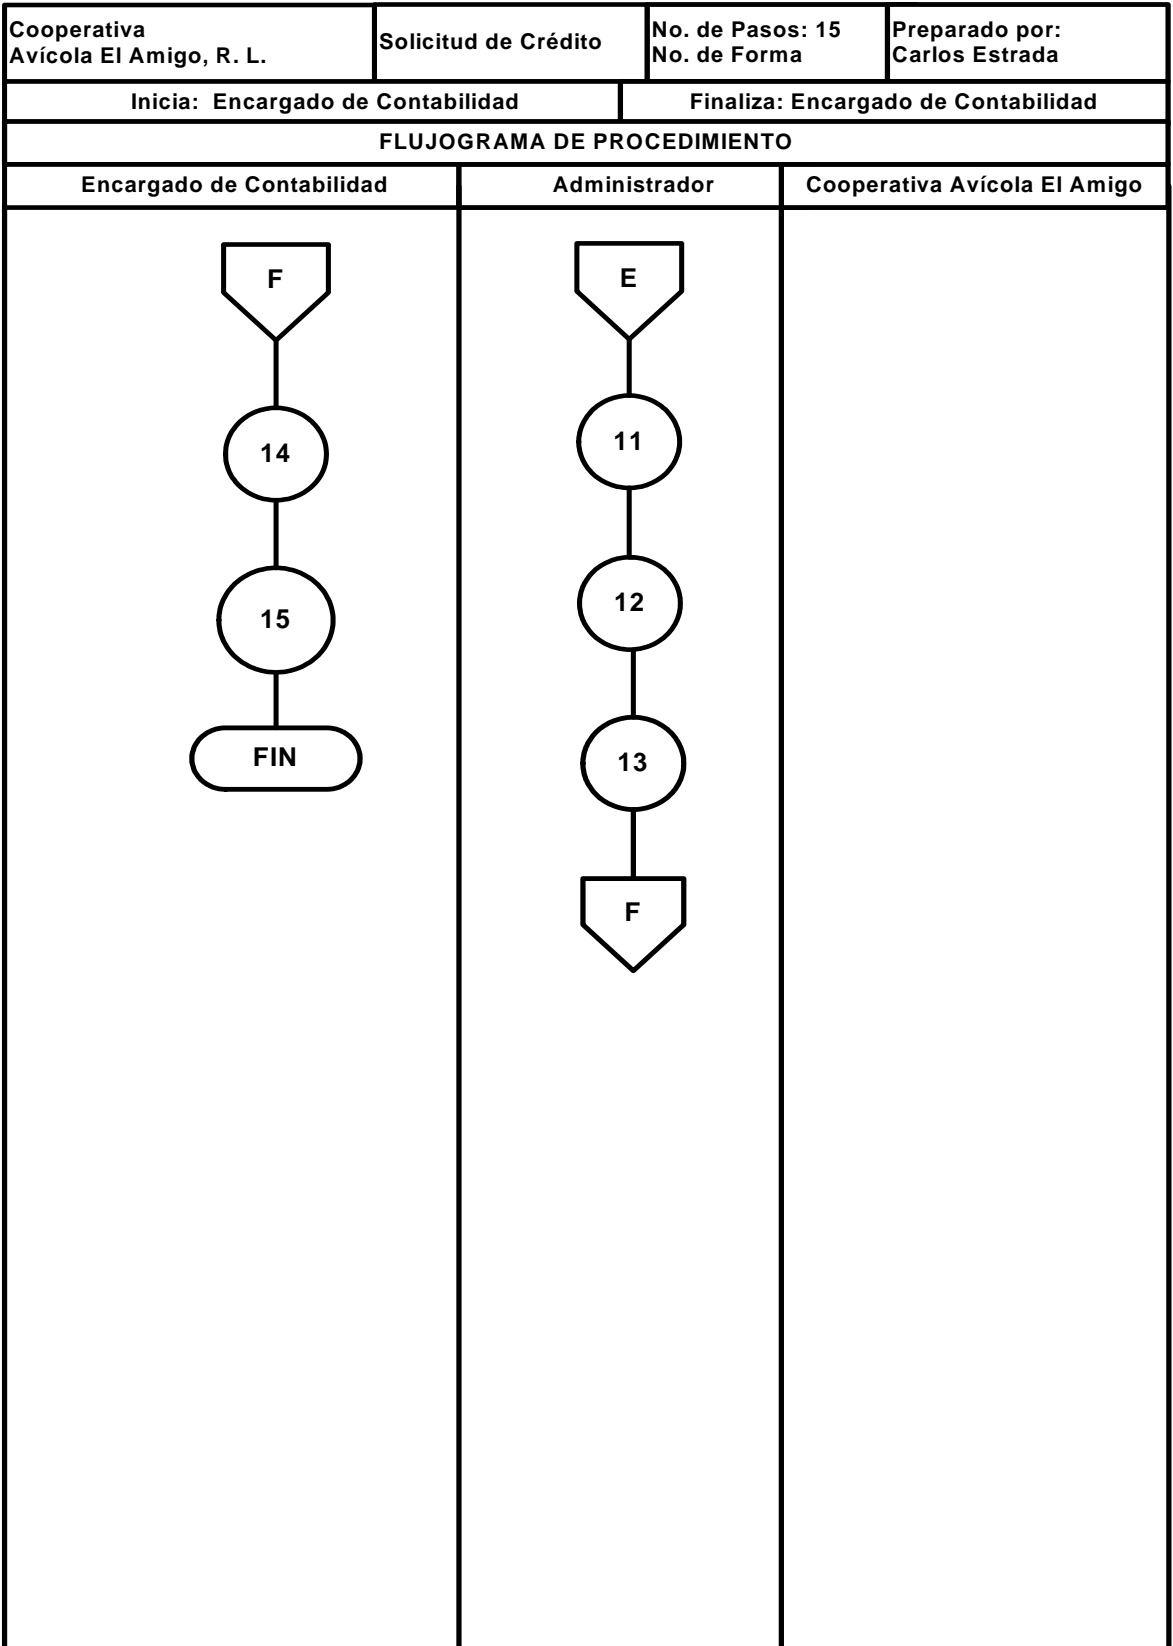 Cooperativa
Avícola El Amigo, R. L.
Solicitud de Crédito
No. de Pasos: 15
No. de Forma
Preparado por:
Carlos Estrada
Inicia: Encargado de Contabilidad
Finaliza: Encargado de Contabilidad
FLUJOGRAMA DE PROCEDIMIENTO
Encargado de Contabilidad
Administrador
Cooperativa Avícola El Amigo
F
14
15
FIN
E
11
12
13
F